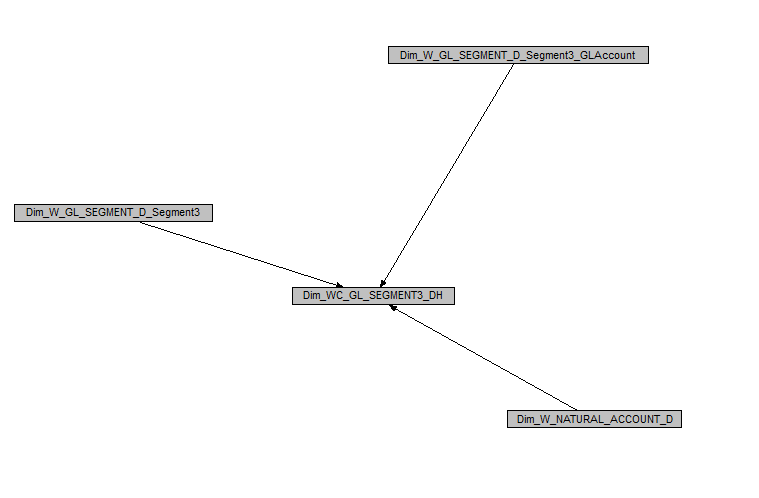 Dim_W_GL_SEGMENT_D_Segment3_GLAccount
Dim_W_GL_SEGMENT_D_Segment3
Dim_WC_GL_SEGMENT3_DH
Dim_W_NATURAL_ACCOUNT_D